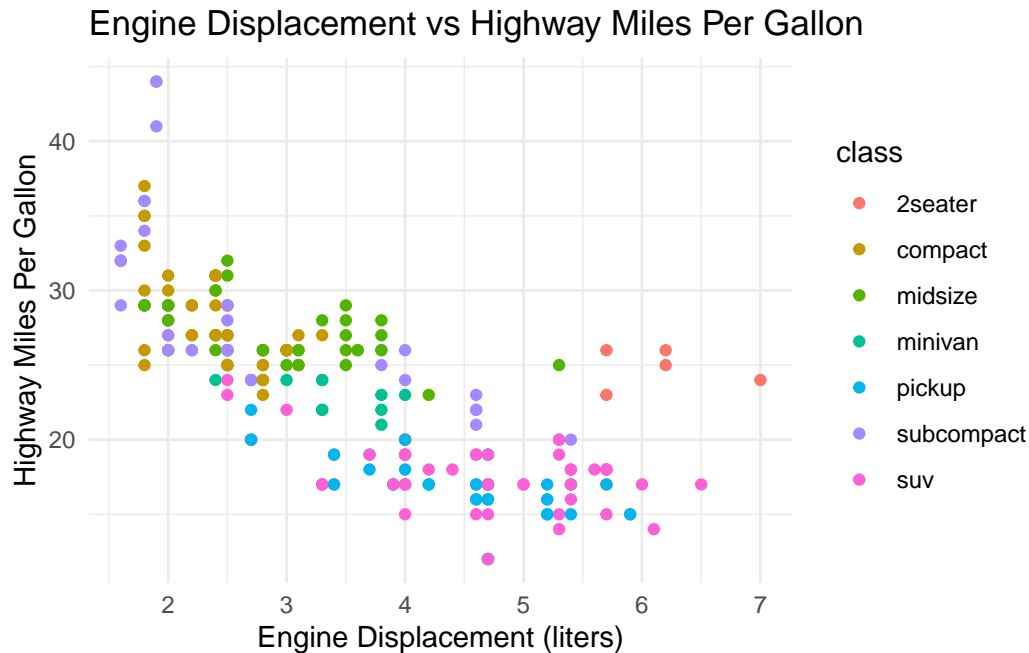 Engine Displacement vs Highway Miles Per Gallon
Highway Miles Per Gallon
40
30
20
2 3 4 5 6 7
Engine Displacement (liters)
class
2seater
compact
midsize
minivan
pickup
subcompact
suv